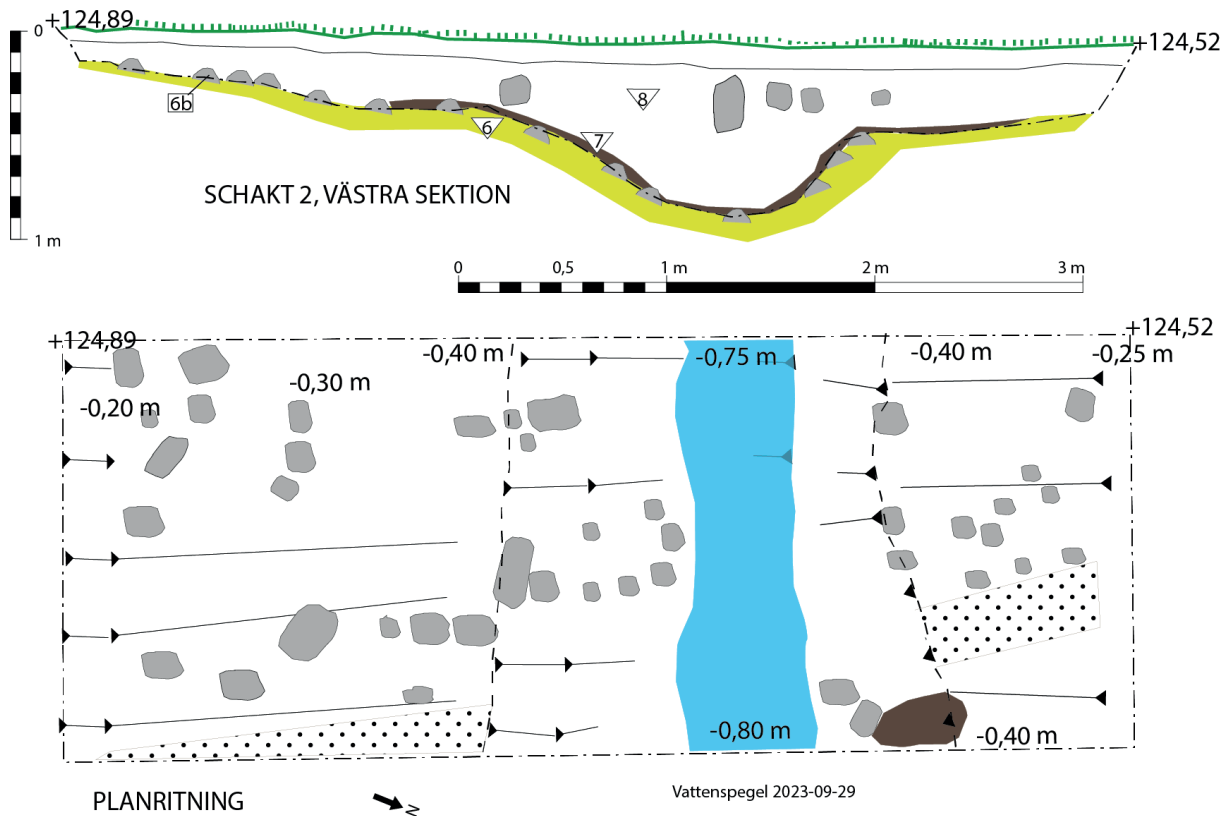 +124,89
0
+124,52
6b
8
6
7
SCHAKT 2, VÄSTRA SEKTION
1 m
0
0,5
1 m
2 m
3 m
+124,89
+124,52
-0,40 m
-0,75 m
-0,40 m
-0,25 m
-0,30 m
-0,20 m
-0,80 m
-0,40 m
PLANRITNING
N
Vattenspegel 2023-09-29